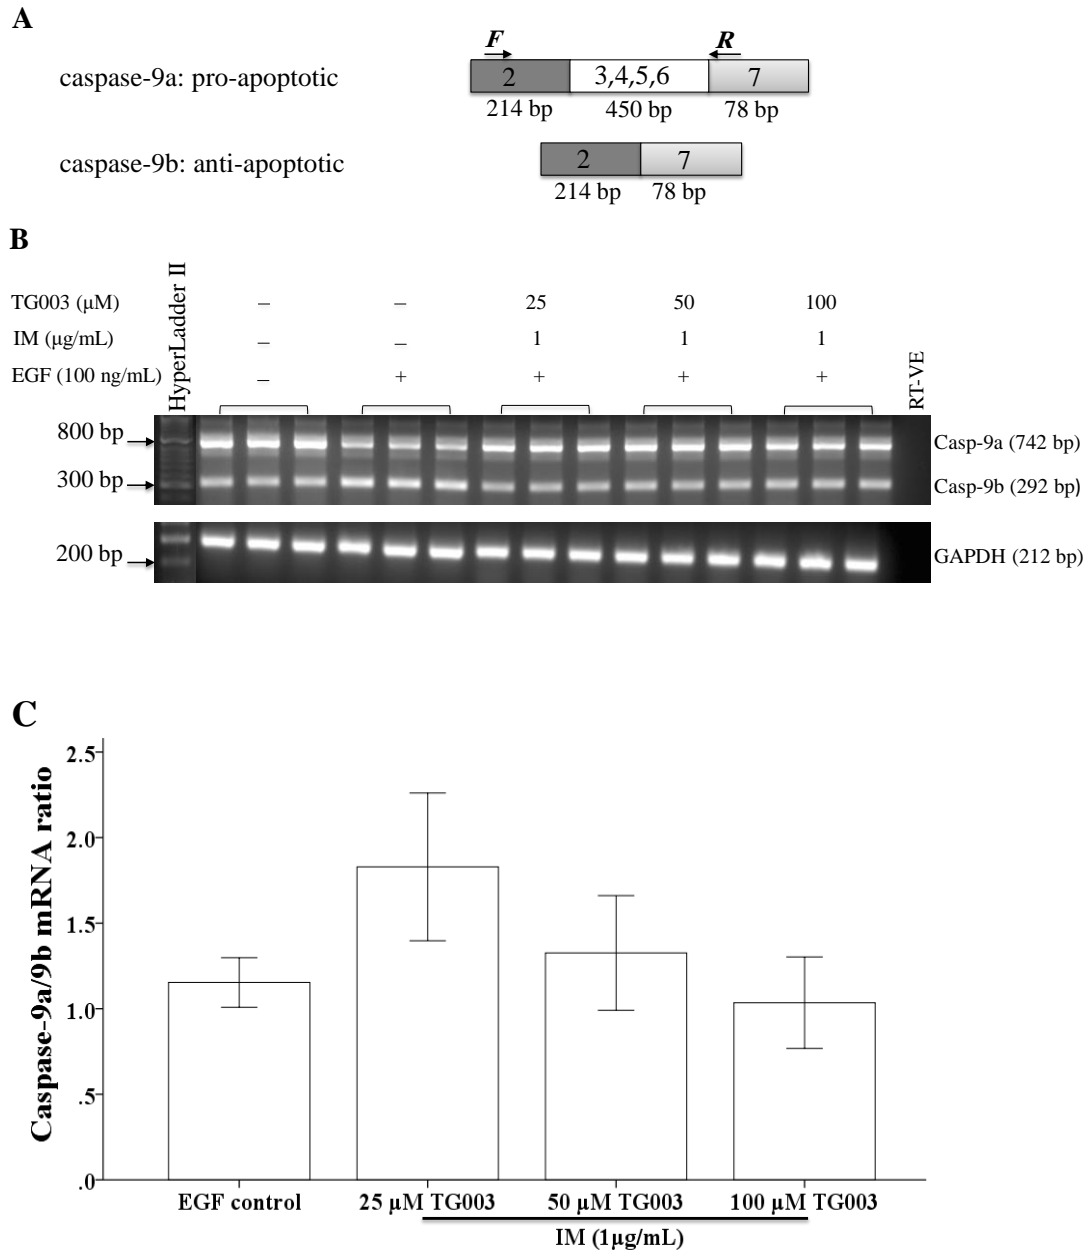 A
F R
caspase-9a: pro-apoptotic 2 3,4,5,6 7
214 bp 450 bp 78 bp
caspase-9b: anti-apoptotic 2 7
214 bp 78 bp
B
HyperLadder II
TG003 (μM) – – 25 50 100
IM (μg/mL) – – 1 1 1
EGF (100 ng/mL) – + + + +
RT-VE
800 bp Casp-9a (742 bp)
300 bp Casp-9b (292 bp)
200 bp GAPDH (212 bp)
C
Caspase-9a/9b mRNA ratio
2.5
2.0
1.5
1.0
.5
.0
EGF control 25 μM TG003 50 μM TG003 100 μM TG003
IM (1μg/mL)